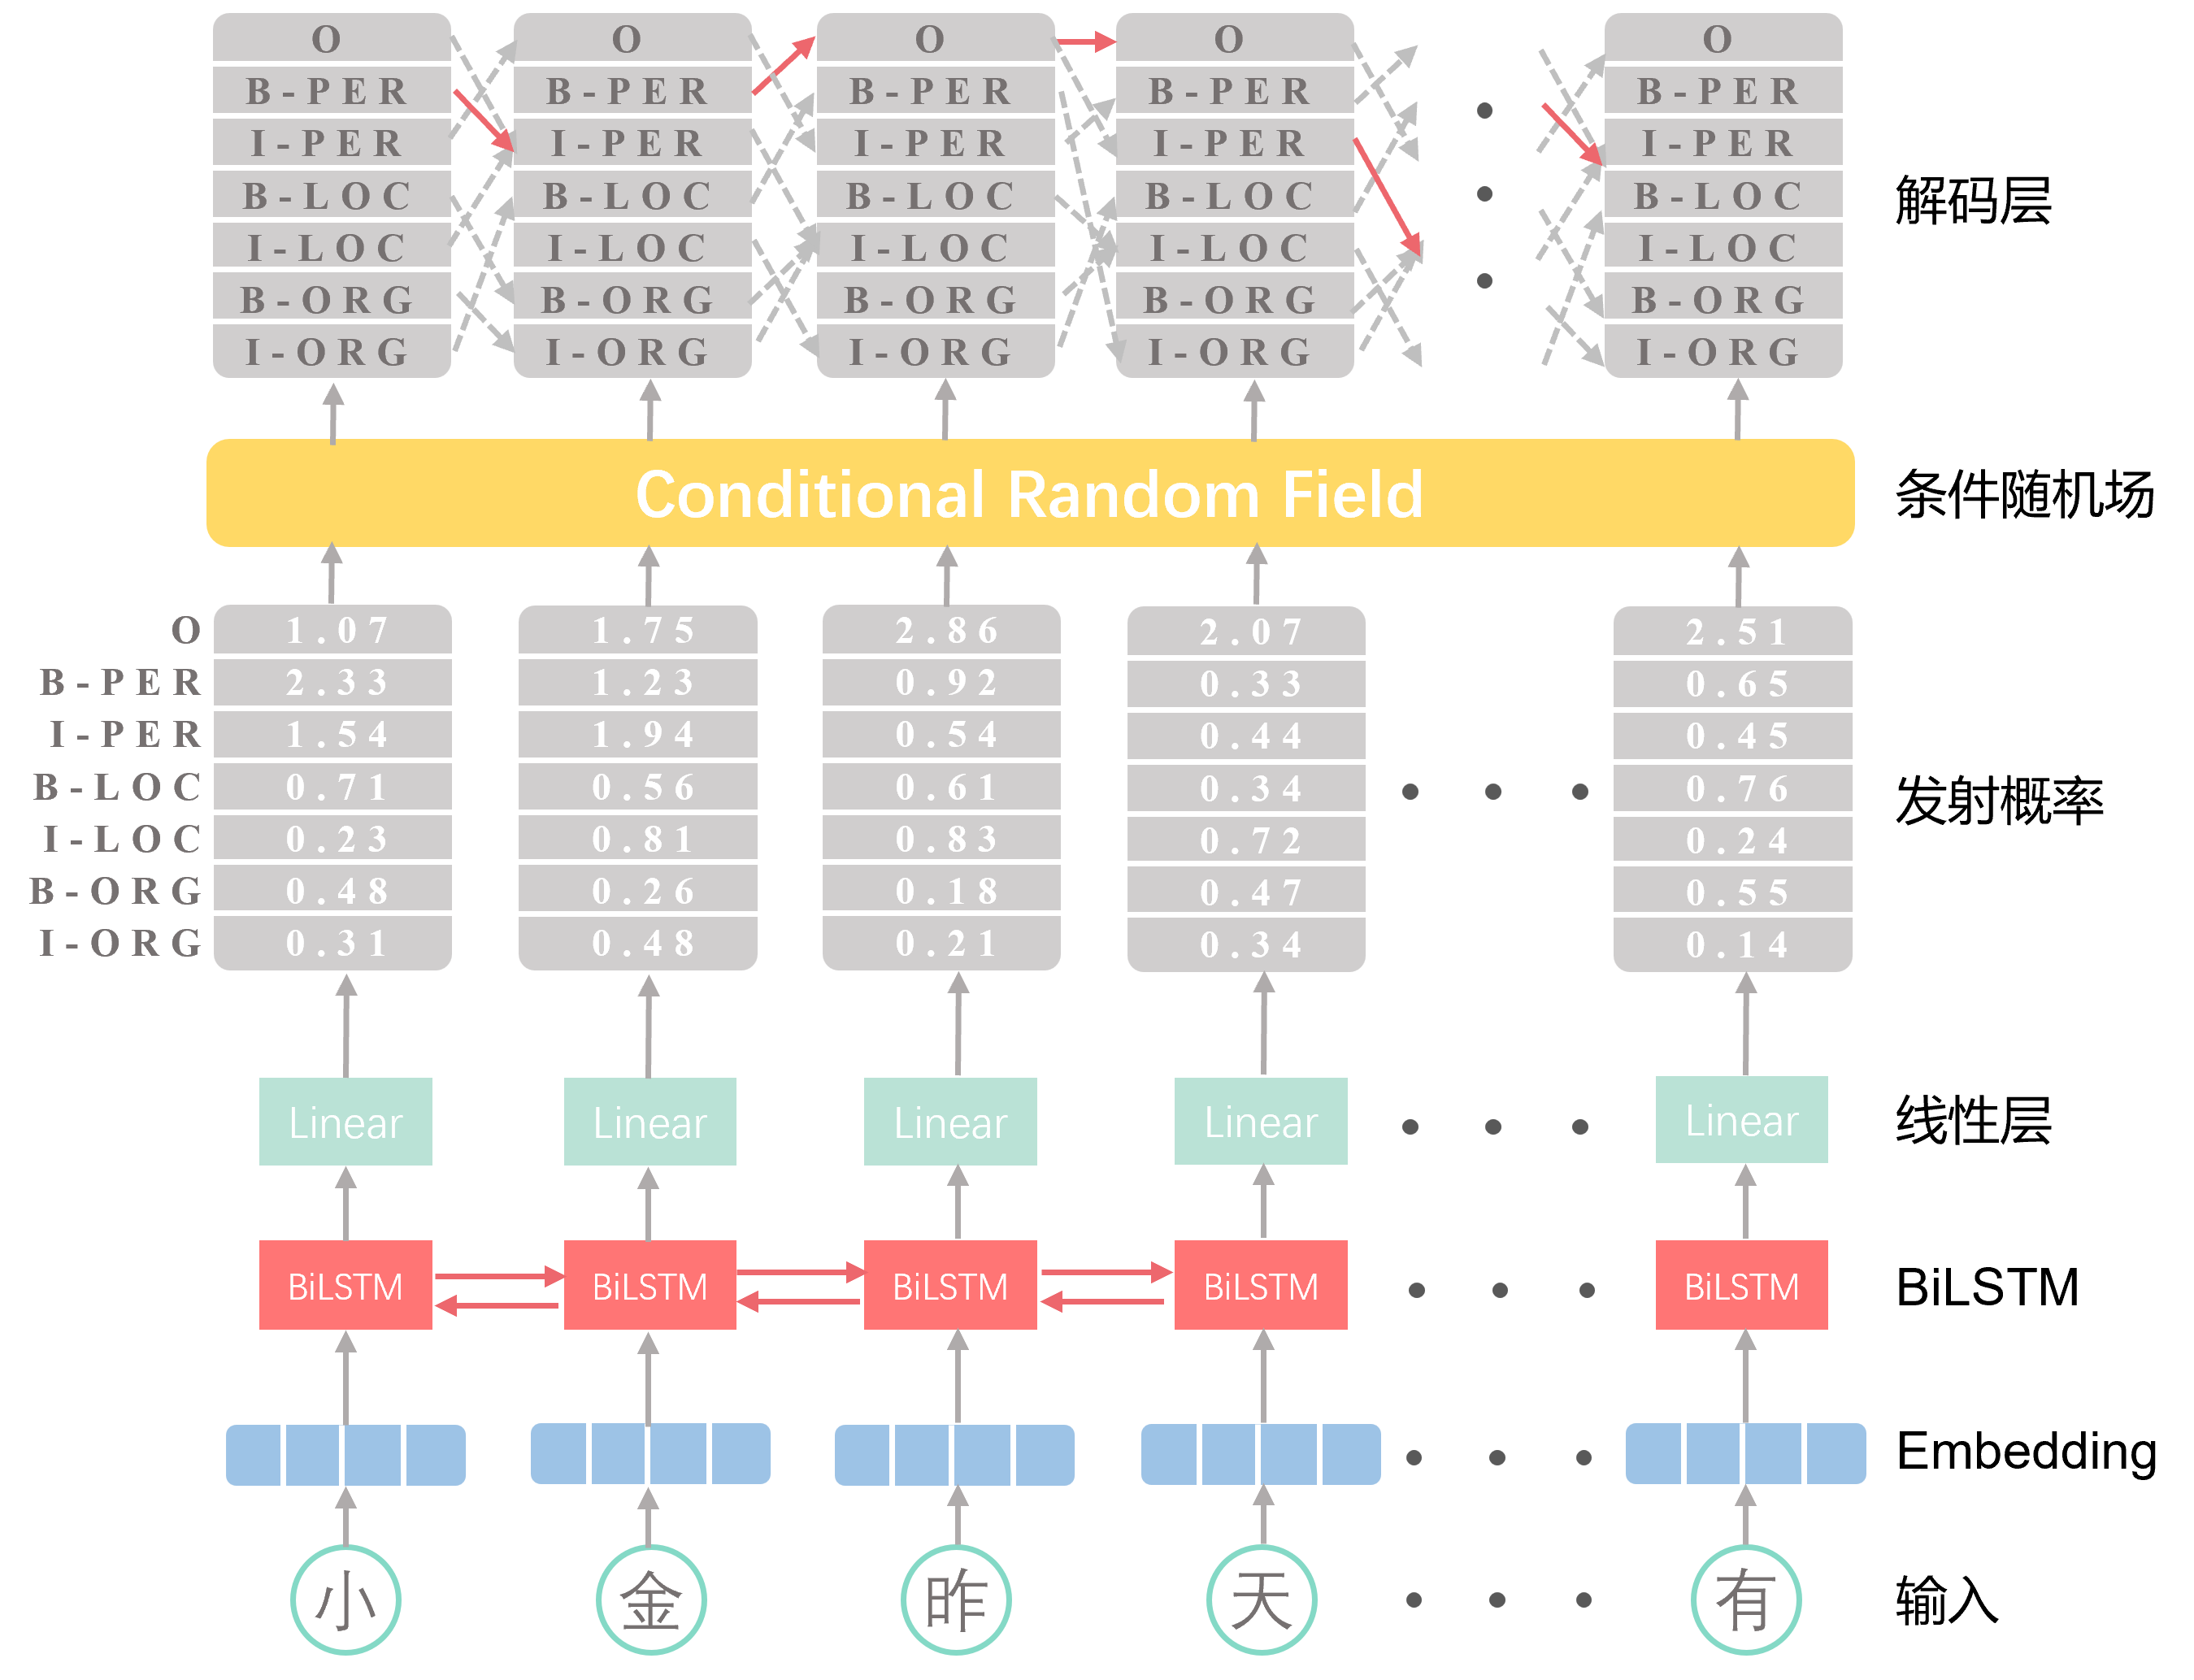 O O O O O
B-PER B-PER B-PER B-PER B-PER
I-PER I-PER I-PER I-PER I-PER
B-LOC B-LOC B-LOC B-LOC B-LOC
解码层
I-LOC I-LOC I-LOC I-LOC I-LOC
B-ORG B-ORG B-ORG B-ORG B-ORG
I-ORG I-ORG I-ORG I-ORG I-ORG
Conditional Random Field
条件随机场
O 1.07 1.75 2.86 2.07 2.51
B-PER 2.33 1.23 0.92 0.33 0.65
I-PER 1.54 1.94 0.54 0.44 0.45
B-LOC 0.71 0.56 0.61 0.34 0.76
发射概率
I-LOC 0.23 0.81 0.83 0.72 0.24
B-ORG 0.48 0.26 0.18 0.47 0.55
I-ORG 0.31 0.48 0.21 0.34 0.14
Linear Linear Linear Linear Linear
线性层
BiLSTM BiLSTM BiLSTM BiLSTM BiLSTM
BiLSTM
Embedding
小 金 昨 天 有
输入